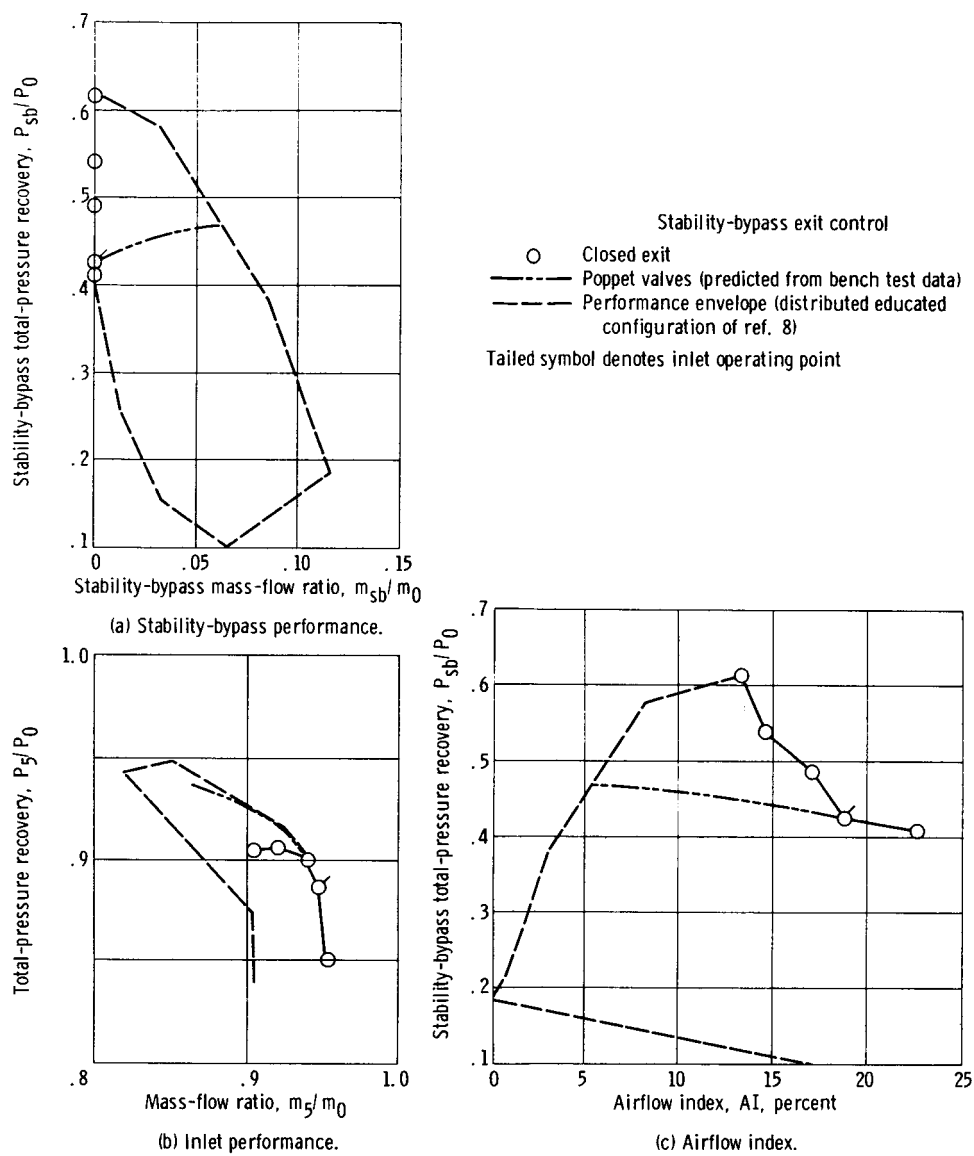 .7
.6
.5
.4
.3
.2
.1
Stability-bypass total-pressure recovery, P_sb/P_0
0 .05 .10 .15
Stability-bypass mass-flow ratio, m_sb/m_0
(a) Stability-bypass performance.
Stability-bypass exit control
Closed exit
Poppet valves (predicted from bench test data)
Performance envelope (distributed educated
configuration of ref. 8)
Tailed symbol denotes inlet operating point
1.0
.9
Total-pressure recovery, P_5/P_0
.8 .9 1.0
Mass-flow ratio, m_5/m_0
(b) Inlet performance.
.7
.6
.5
.4
.3
.2
.1
Stability-bypass total-pressure recovery, P_sb/P_0
0 5 10 15 20 25
Airflow index, AI, percent
(c) Airflow index.